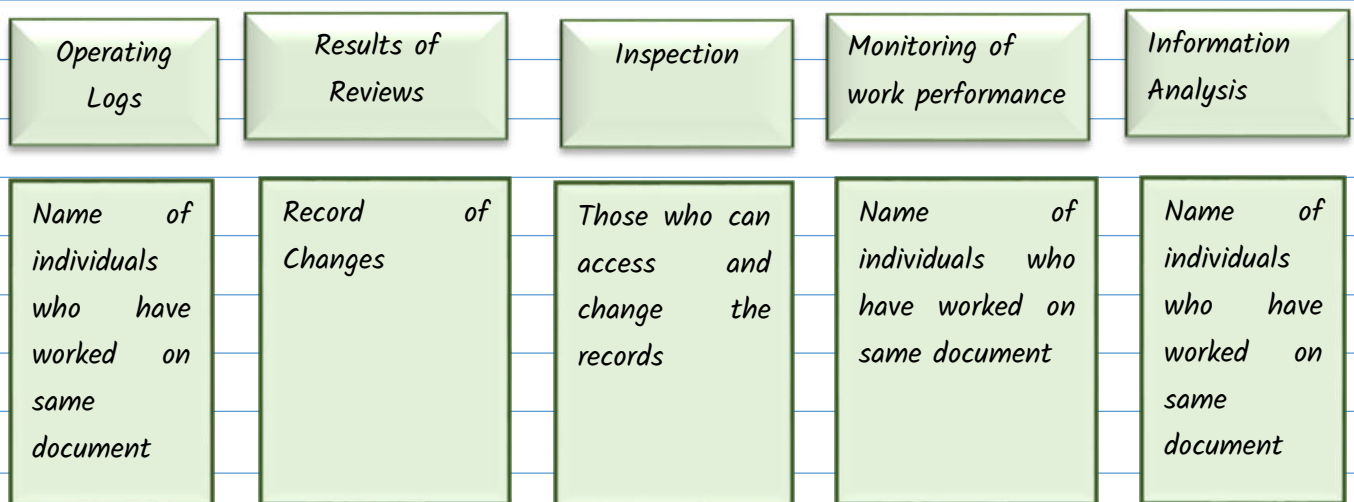 Operating
Logs
Results of
Reviews
Inspection
Monitoring of
work performance
Information
Analysis
Name of
individuals
who have
worked on
same
document
Record of
Changes
Those who can
access and
change the
records
Name of
individuals who
have worked on
same document
Name of
individuals
who have
worked on
same
document